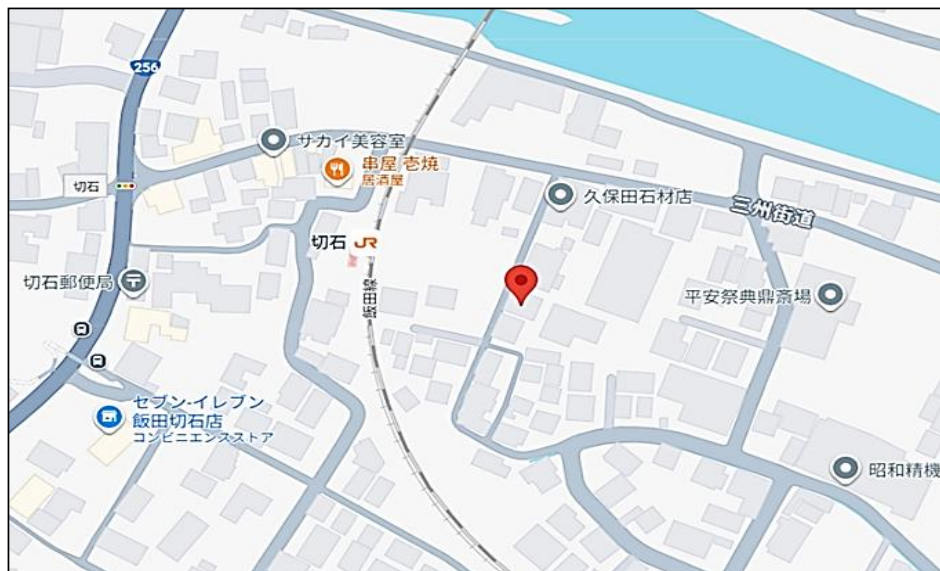 256
サカイ美容室
串屋 壱焼
居酒屋
切石
久保田石材店
三州街道
切石
JR
切石郵便局
飯田線
平安祭典鼎斎場
セブン-イレブン
飯田切石店
コンビニエンスストア
昭和精機